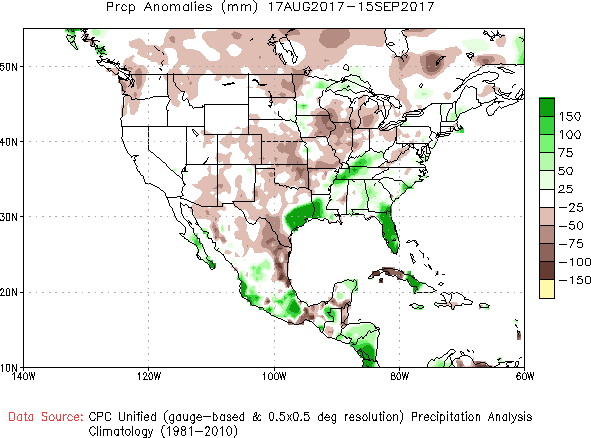 Prcp Anomalies (mm) 17AUG2017-15SEP2017
50N
40N
30N
20N
10N
140W 120W 100W 80W 60W
150
100
75
50
25
-25
-50
-75
-100
-150
Data Source: CPC Unified (gauge-based & 0.5x0.5 deg resolution) Precipitation Analysis
Climatology (1981-2010)